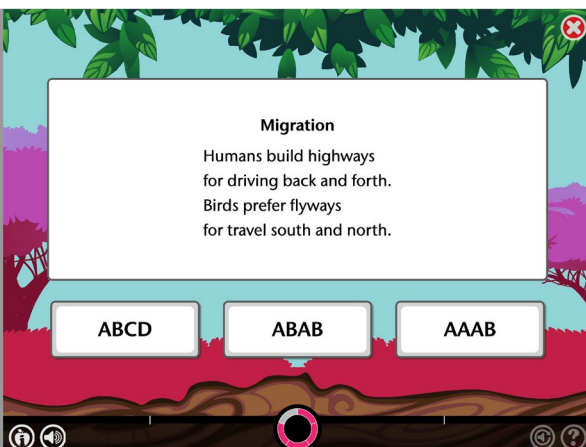 Migration
Humans build highways
for driving back and forth.
Birds prefer flyways
for travel south and north.
ABCD
ABAB
AAAB